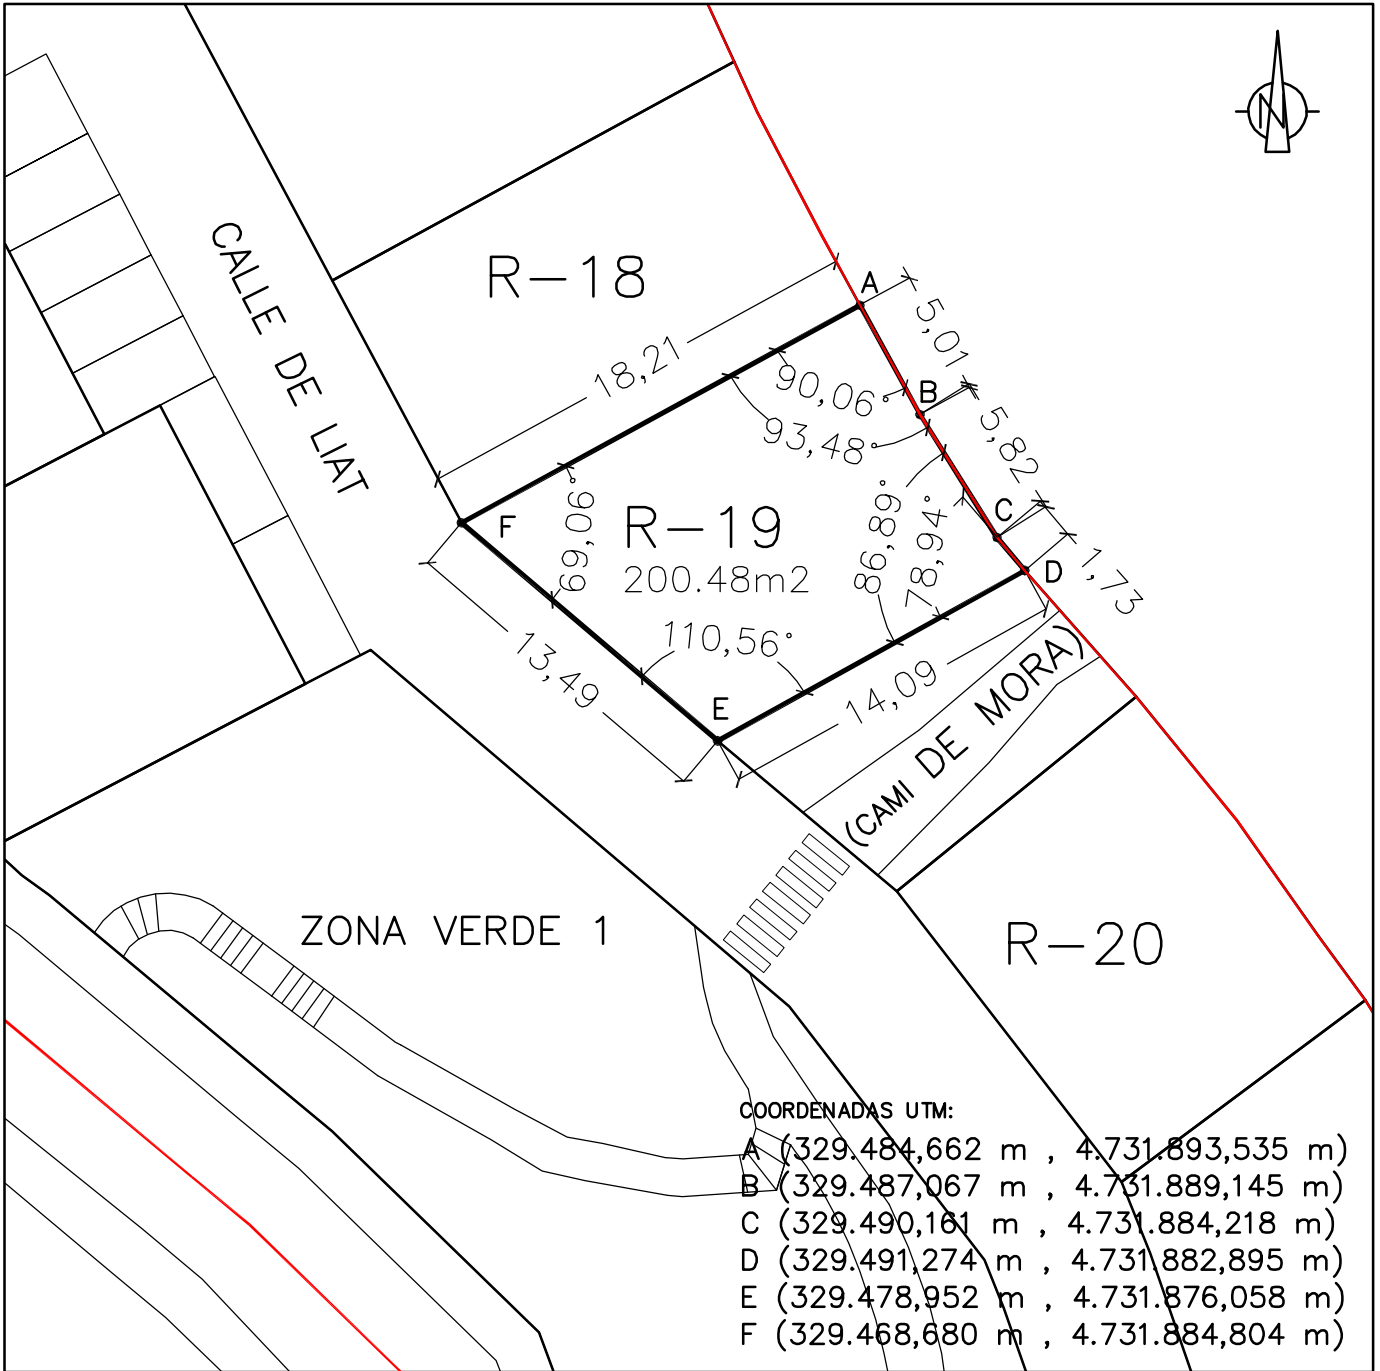 N
CALLE DE LIAT
R-18
A
5,01
18,21
90,06°
B
93,48°
5,82
F
69,06°
R-19
200.48m2
86,89°
78,94°
C
D
1,73
110,56°
13,49
E
14,09
(CAMI DE MORA)
ZONA VERDE 1
R-20
COORDENADAS UTM:
A (329.484,662 m , 4.731.893,535 m)
B (329.487,067 m , 4.731.889,145 m)
C (329.490,161 m , 4.731.884,218 m)
D (329.491,274 m , 4.731.882,895 m)
E (329.478,952 m , 4.731.876,058 m)
F (329.468,680 m , 4.731.884,804 m)